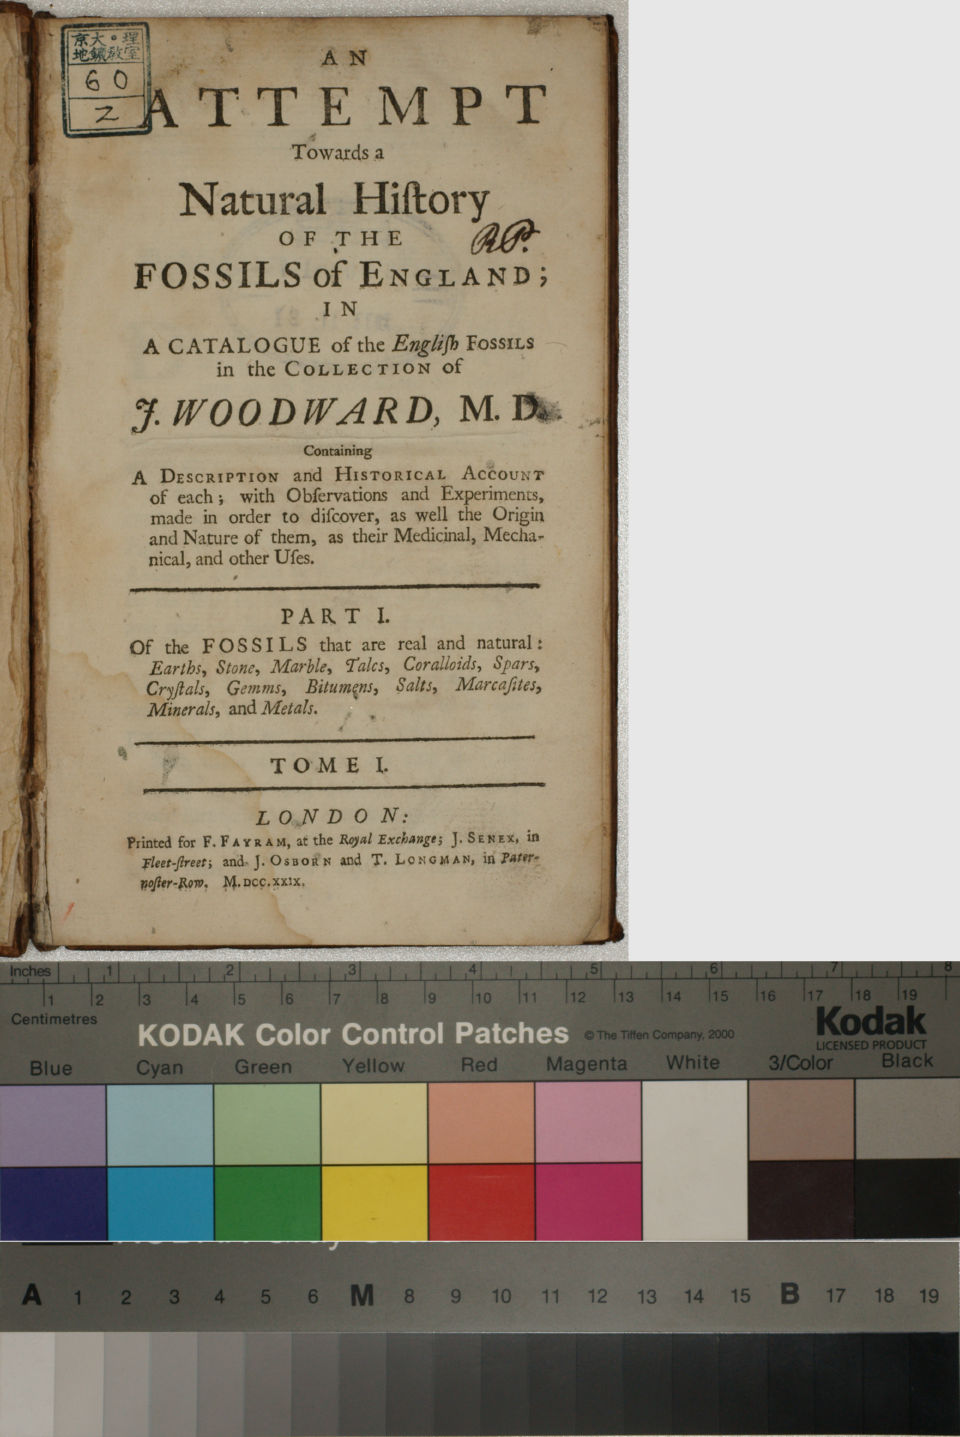 京大・理
地鑛教室
60
2
AN
ATTEMPT
Towards a
Natural Hiſtory
OF THE
RP.
FOSSILS of ENGLAND;
IN
A CATALOGUE of the Engliſh FOSSILS
in the COLLECTION of
J. WOODWARD, M. D.
Containing
A DESCRIPTION and HISTORICAL ACCOUNT
of each; with Obſervations and Experiments,
made in order to diſcover, as well the Origin
and Nature of them, as their Medicinal, Mecha-
nical, and other Uſes.
PART I.
Of the FOSSILS that are real and natural:
Earths, Stone, Marble, Talcs, Coralloids, Spars,
Cryſtals, Gemms, Bitumens, Salts, Marcaſites,
Minerals, and Metals.
TOME I.
LONDON:
Printed for F. FAYRAM, at the Royal Exchange; J. SENEX, in
Fleet-ſtreet; and J. OSBORN and T. LONGMAN, in Pater-
noſter-Row. M.DCC.XXIX.
Inches 1 2 3 4 5 6 7 8
1 2 3 4 5 6 7 8 9 10 11 12 13 14 15 16 17 18 19
Centimetres
KODAK Color Control Patches © The Tiffen Company, 2000 Kodak
LICENSED PRODUCT
Blue Cyan Green Yellow Red Magenta White 3/Color Black
A 1 2 3 4 5 6 M 8 9 10 11 12 13 14 15 B 17 18 19